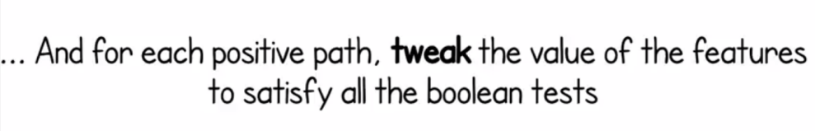 ... And for each positive path, tweak the value of the features
to satisfy all the boolean tests